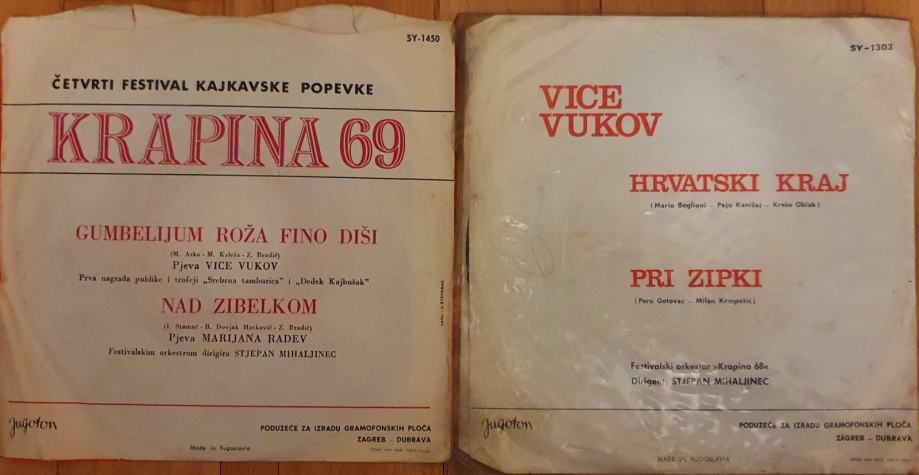 SY-1450
ČETVRTI FESTIVAL KAJKAVSKE POPEVKE
KRAPINA 69
GUMBELIJUM ROŽA FINO DIŠI
(M. Arko - M. Krleža - Z. Bradić)
Pjeva VICE VUKOV
Prva nagrada publike i trofeji „Srebrna tamburica" i „Dedek Kajbušak"
NAD ZIBELKOM
(I. Stamać - B. Dovjak Matković - Z. Bradić)
Pjeva MARIJANA RADEV
Festivalskim orkestrom dirigira STJEPAN MIHALJINEC
Jugoton
PODUZEĆE ZA IZRADU GRAMOFONSKIH PLOČA
ZAGREB – DUBRAVA
Made in Yugoslavia
SY-1303
VICE
VUKOV
HRVATSKI KRAJ
(Mario Bogliuni - Pajo Kanižaj - Krešo Oblak)
PRI ZIPKI
(Pero Gotovac - Milan Krmpotić)
Festivalski orkestar »Krapina 68«
Dirigent: STJEPAN MIHALJINEC
Jugoton
PODUZEĆE ZA IZRADU GRAMOFONSKIH PLOČA
ZAGREB – DUBRAVA
MADE IN YUGOSLAVIA